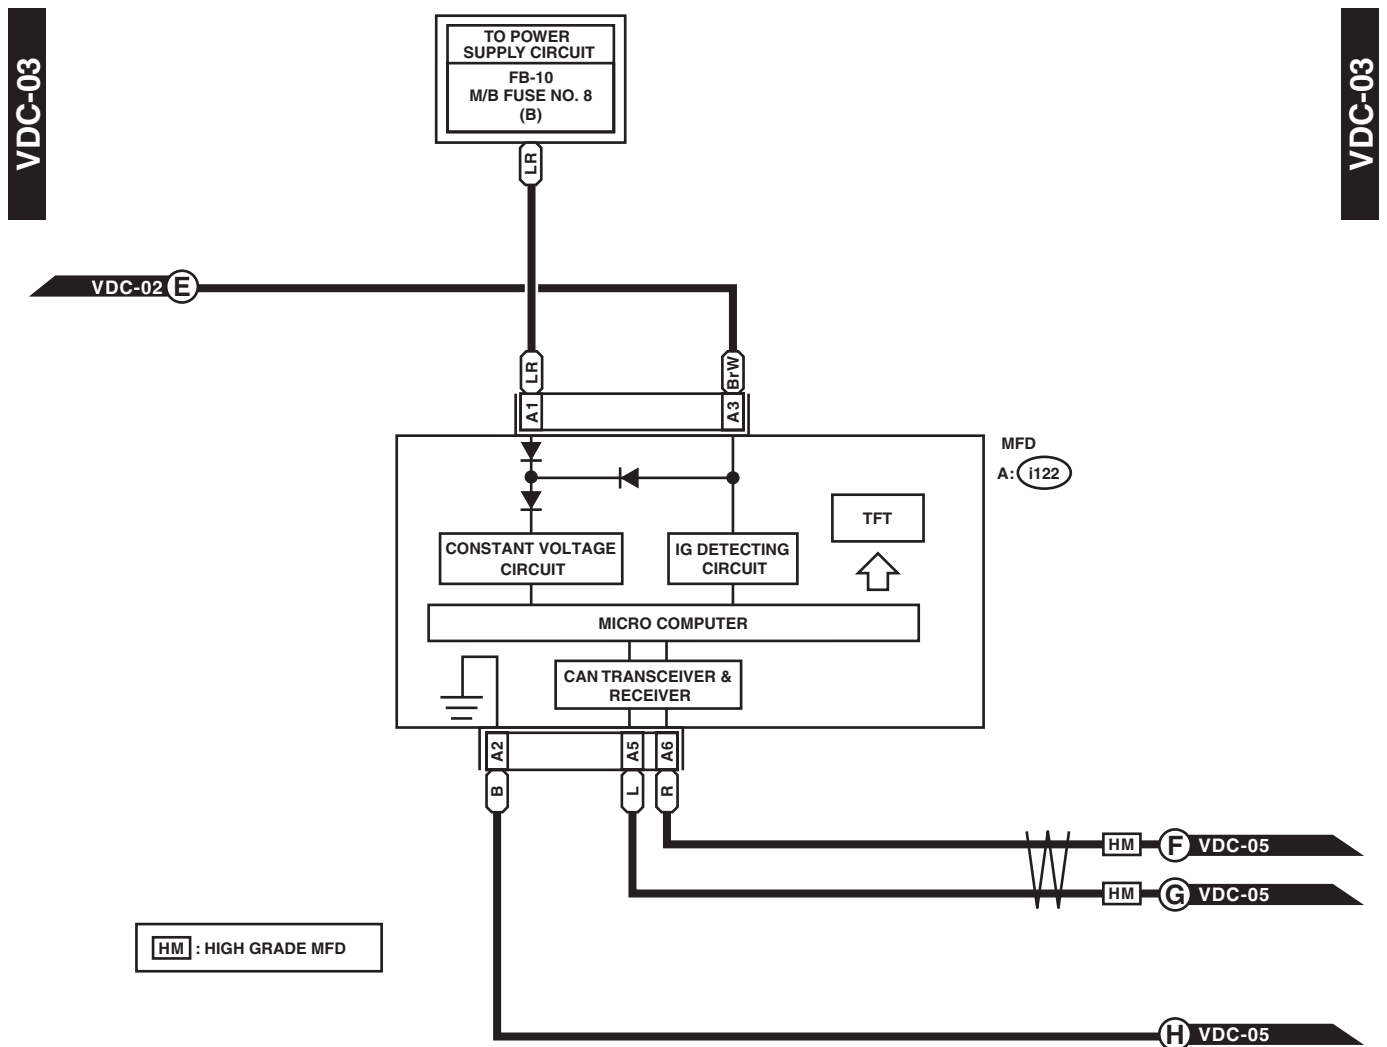 VDC-03
VDC-03
TO POWER
SUPPLY CIRCUIT
FB-10
M/B FUSE NO. 8
(B)
LR
VDC-02 E
LR
BrW
A1
A3
MFD
A: i122
TFT
CONSTANT VOLTAGE
CIRCUIT
IG DETECTING
CIRCUIT
MICRO COMPUTER
CAN TRANSCEIVER &
RECEIVER
A2
A5
A6
B
L
R
HM F VDC-05
HM G VDC-05
HM : HIGH GRADE MFD
H VDC-05